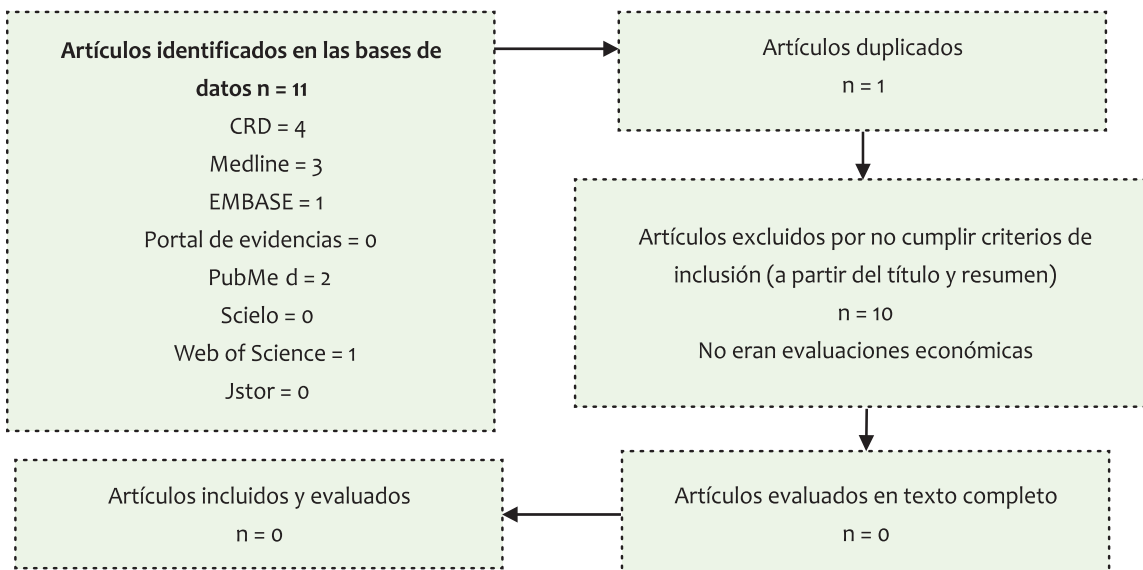 Artículos identificados en las bases de
datos n = 11
CRD = 4
Medline = 3
EMBASE = 1
Portal de evidencias = 0
PubMe d = 2
Scielo = 0
Web of Science = 1
Jstor = 0
Artículos duplicados
n = 1
Artículos excluidos por no cumplir criterios de
inclusión (a partir del título y resumen)
n = 10
No eran evaluaciones económicas
Artículos evaluados en texto completo
n = 0
Artículos incluidos y evaluados
n = 0